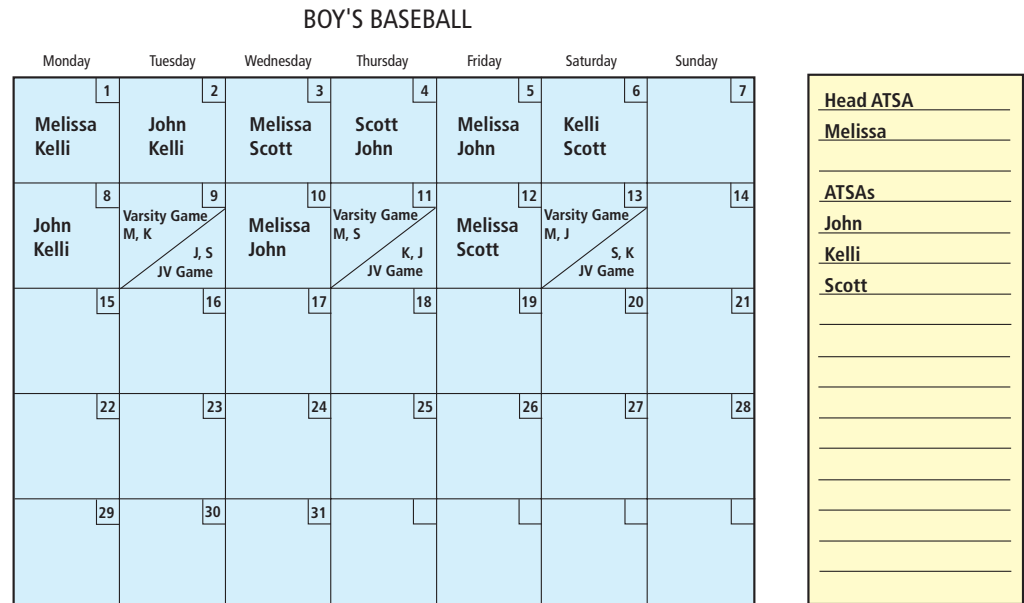 BOY'S BASEBALL
Monday Tuesday Wednesday Thursday Friday Saturday Sunday
1 2 3 4 5 6 7
Melissa John Melissa Scott Melissa Kelli
Kelli Kelli Scott John John Scott
8 9 10 11 12 13 14
John Varsity Game Melissa Varsity Game Melissa Varsity Game
Kelli M, K John M, S Scott M, J
J, S K, J S, K
JV Game JV Game JV Game
15 16 17 18 19 20 21
22 23 24 25 26 27 28
29 30 31
Head ATSA
Melissa
ATSAs
John
Kelli
Scott